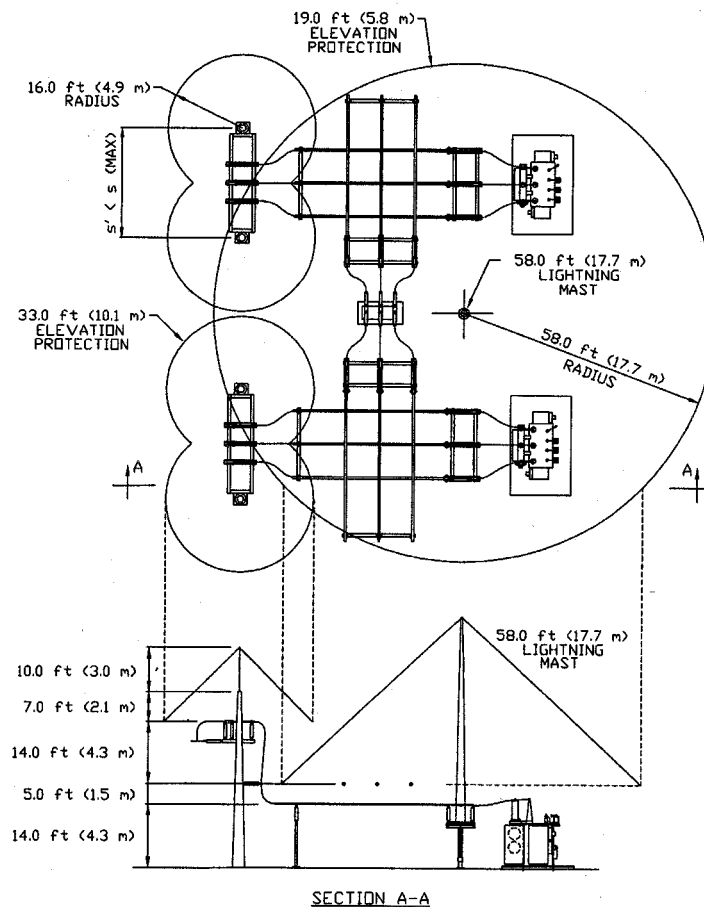 19.0 ft (5.8 m)
ELEVATION
PROTECTION
16.0 ft (4.9 m)
RADIUS
S' < S (MAX)
58.0 ft (17.7 m)
LIGHTNING
MAST
33.0 ft (10.1 m)
ELEVATION
PROTECTION
58.0 ft (17.7 m)
RADIUS
A
A
58.0 ft (17.7 m)
LIGHTNING
MAST
10.0 ft (3.0 m)
7.0 ft (2.1 m)
14.0 ft (4.3 m)
5.0 ft (1.5 m)
14.0 ft (4.3 m)
SECTION A-A